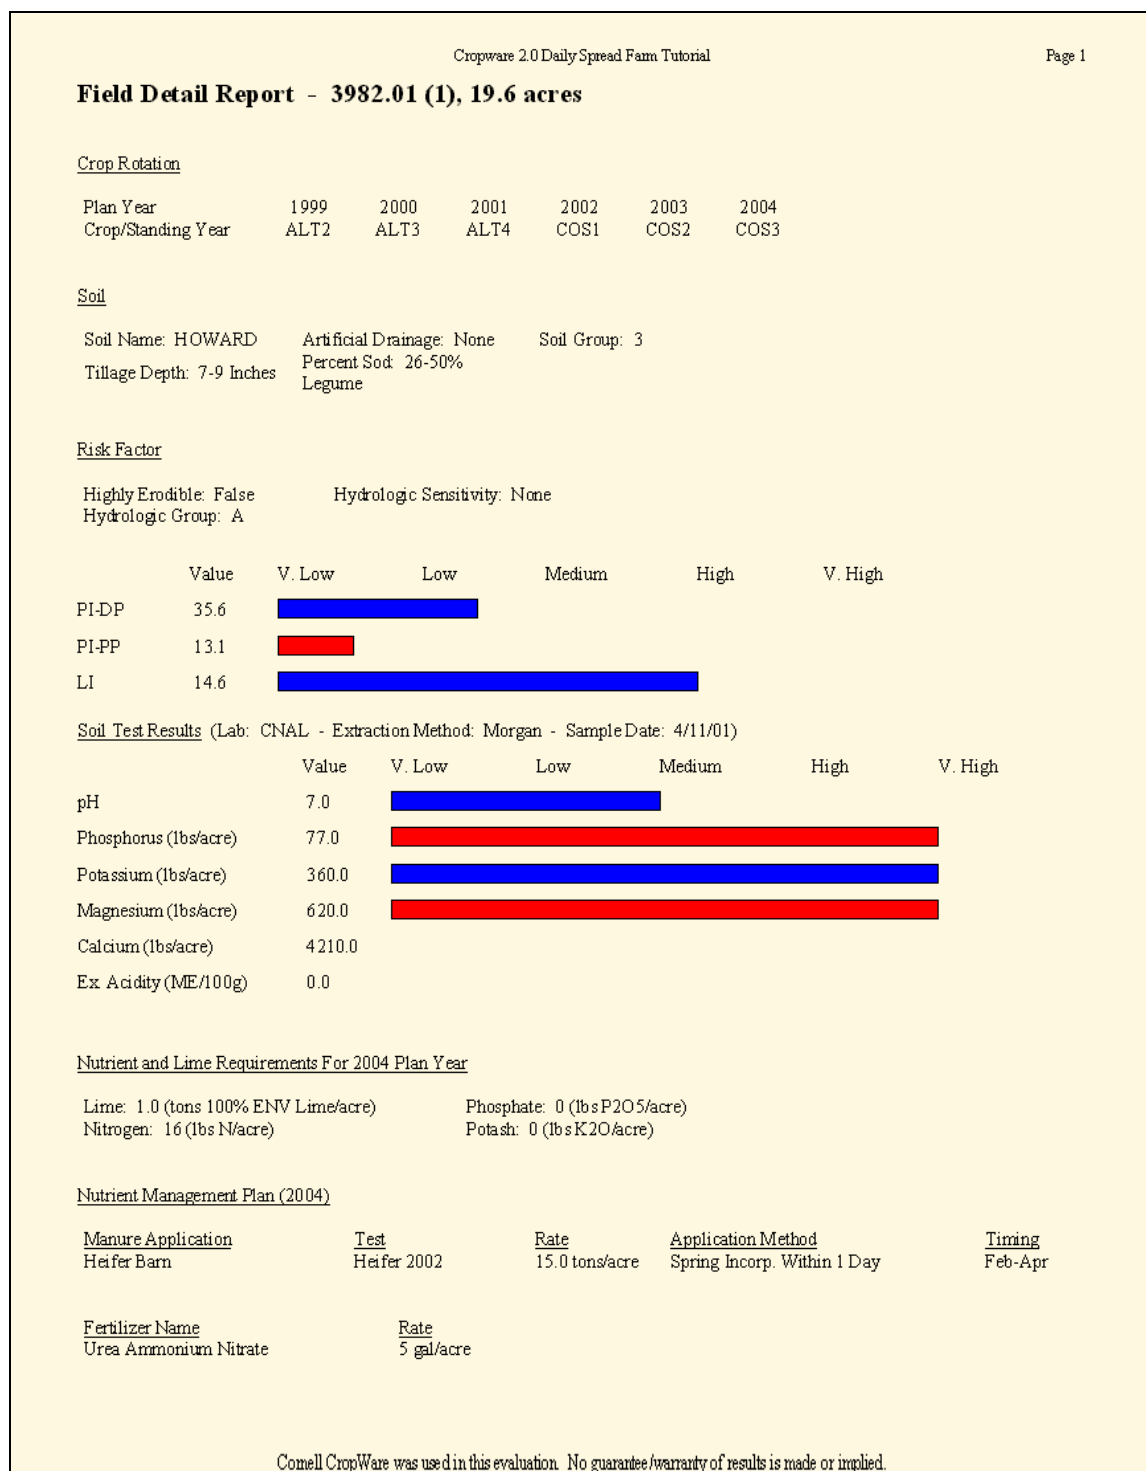 Cropware 2.0 Daily Spread Farm Tutorial Page 1
Field Detail Report - 3982.01 (1), 19.6 acres
Crop Rotation
Plan Year 1999 2000 2001 2002 2003 2004
Crop/Standing Year ALT2 ALT3 ALT4 COS1 COS2 COS3
Soil
Soil Name: HOWARD Artificial Drainage: None Soil Group: 3
Tillage Depth: 7-9 Inches Percent Sod: 26-50%
Legume
Risk Factor
Highly Erodible: False Hydrologic Sensitivity: None
Hydrologic Group: A
Value V. Low Low Medium High V. High
PI-DP 35.6
PI-PP 13.1
LI 14.6
Soil Test Results (Lab: CNAL - Extraction Method: Morgan - Sample Date: 4/11/01)
Value V. Low Low Medium High V. High
pH 7.0
Phosphorus (lbs/acre) 77.0
Potassium (lbs/acre) 360.0
Magnesium (lbs/acre) 620.0
Calcium (lbs/acre) 4210.0
Ex Acidity (ME/100g) 0.0
Nutrient and Lime Requirements For 2004 Plan Year
Lime: 1.0 (tons 100% ENV Lime/acre) Phosphate: 0 (lbs P2O5/acre)
Nitrogen: 16 (lbs N/acre) Potash: 0 (lbs K2O/acre)
Nutrient Management Plan (2004)
Manure Application Test Rate Application Method Timing
Heifer Barn Heifer 2002 15.0 tons/acre Spring Incorp. Within 1 Day Feb-Apr
Fertilizer Name Rate
Urea Ammonium Nitrate 5 gal/acre
Cornell CropWare was used in this evaluation. No guarantee/warranty of results is made or implied.